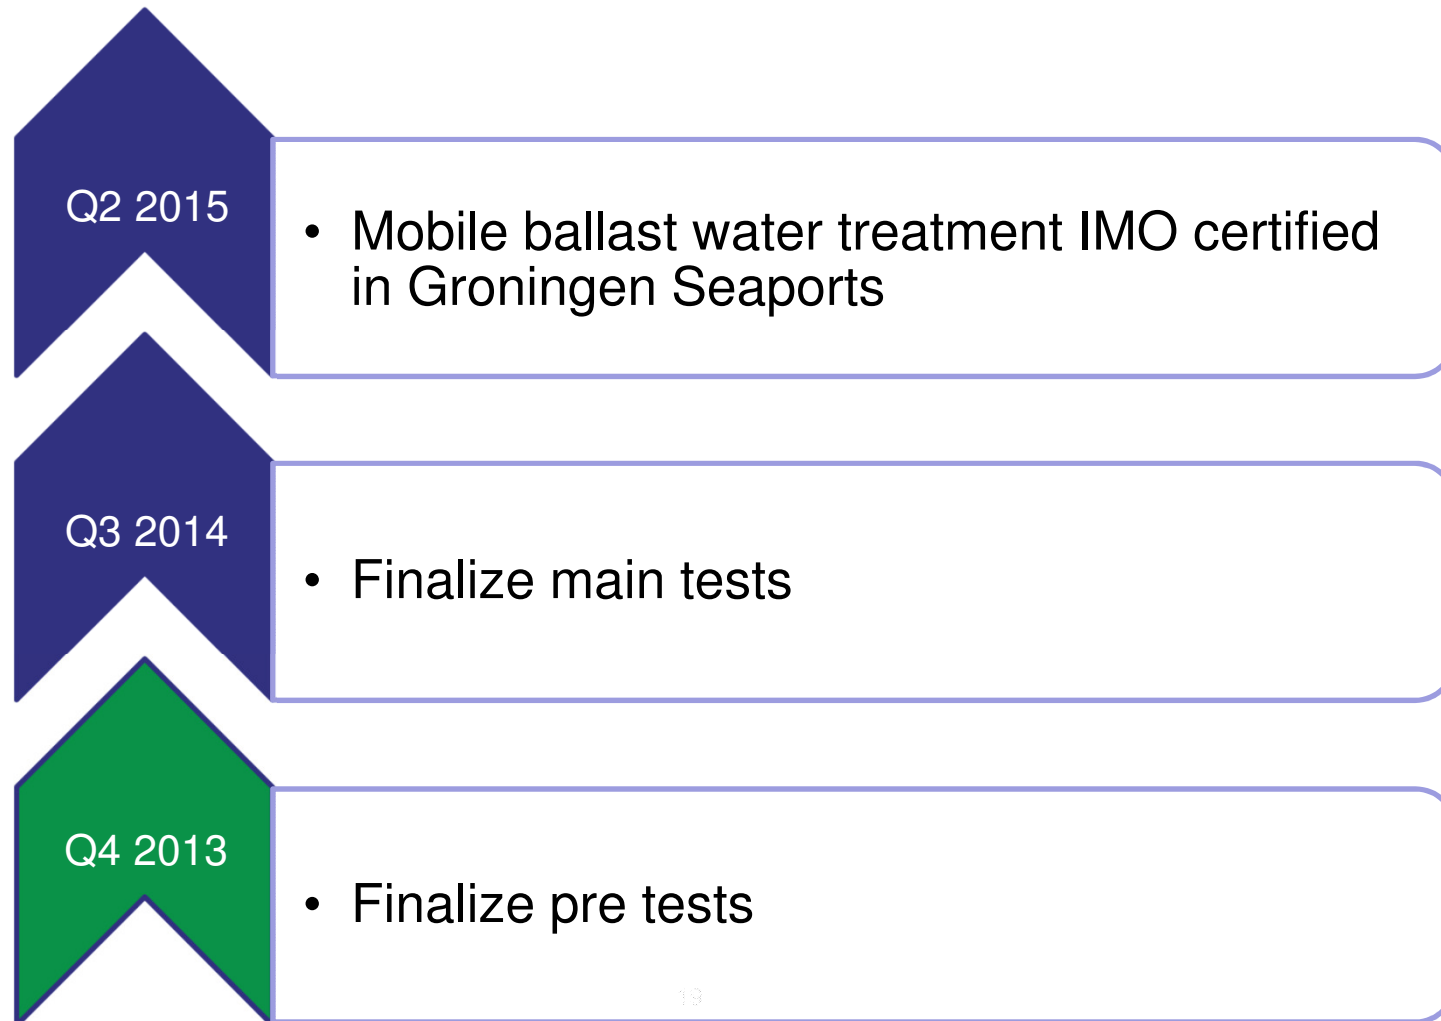 Q2 2015
• Mobile ballast water treatment IMO certified
in Groningen Seaports
Q3 2014
• Finalize main tests
Q4 2013
• Finalize pre tests
19